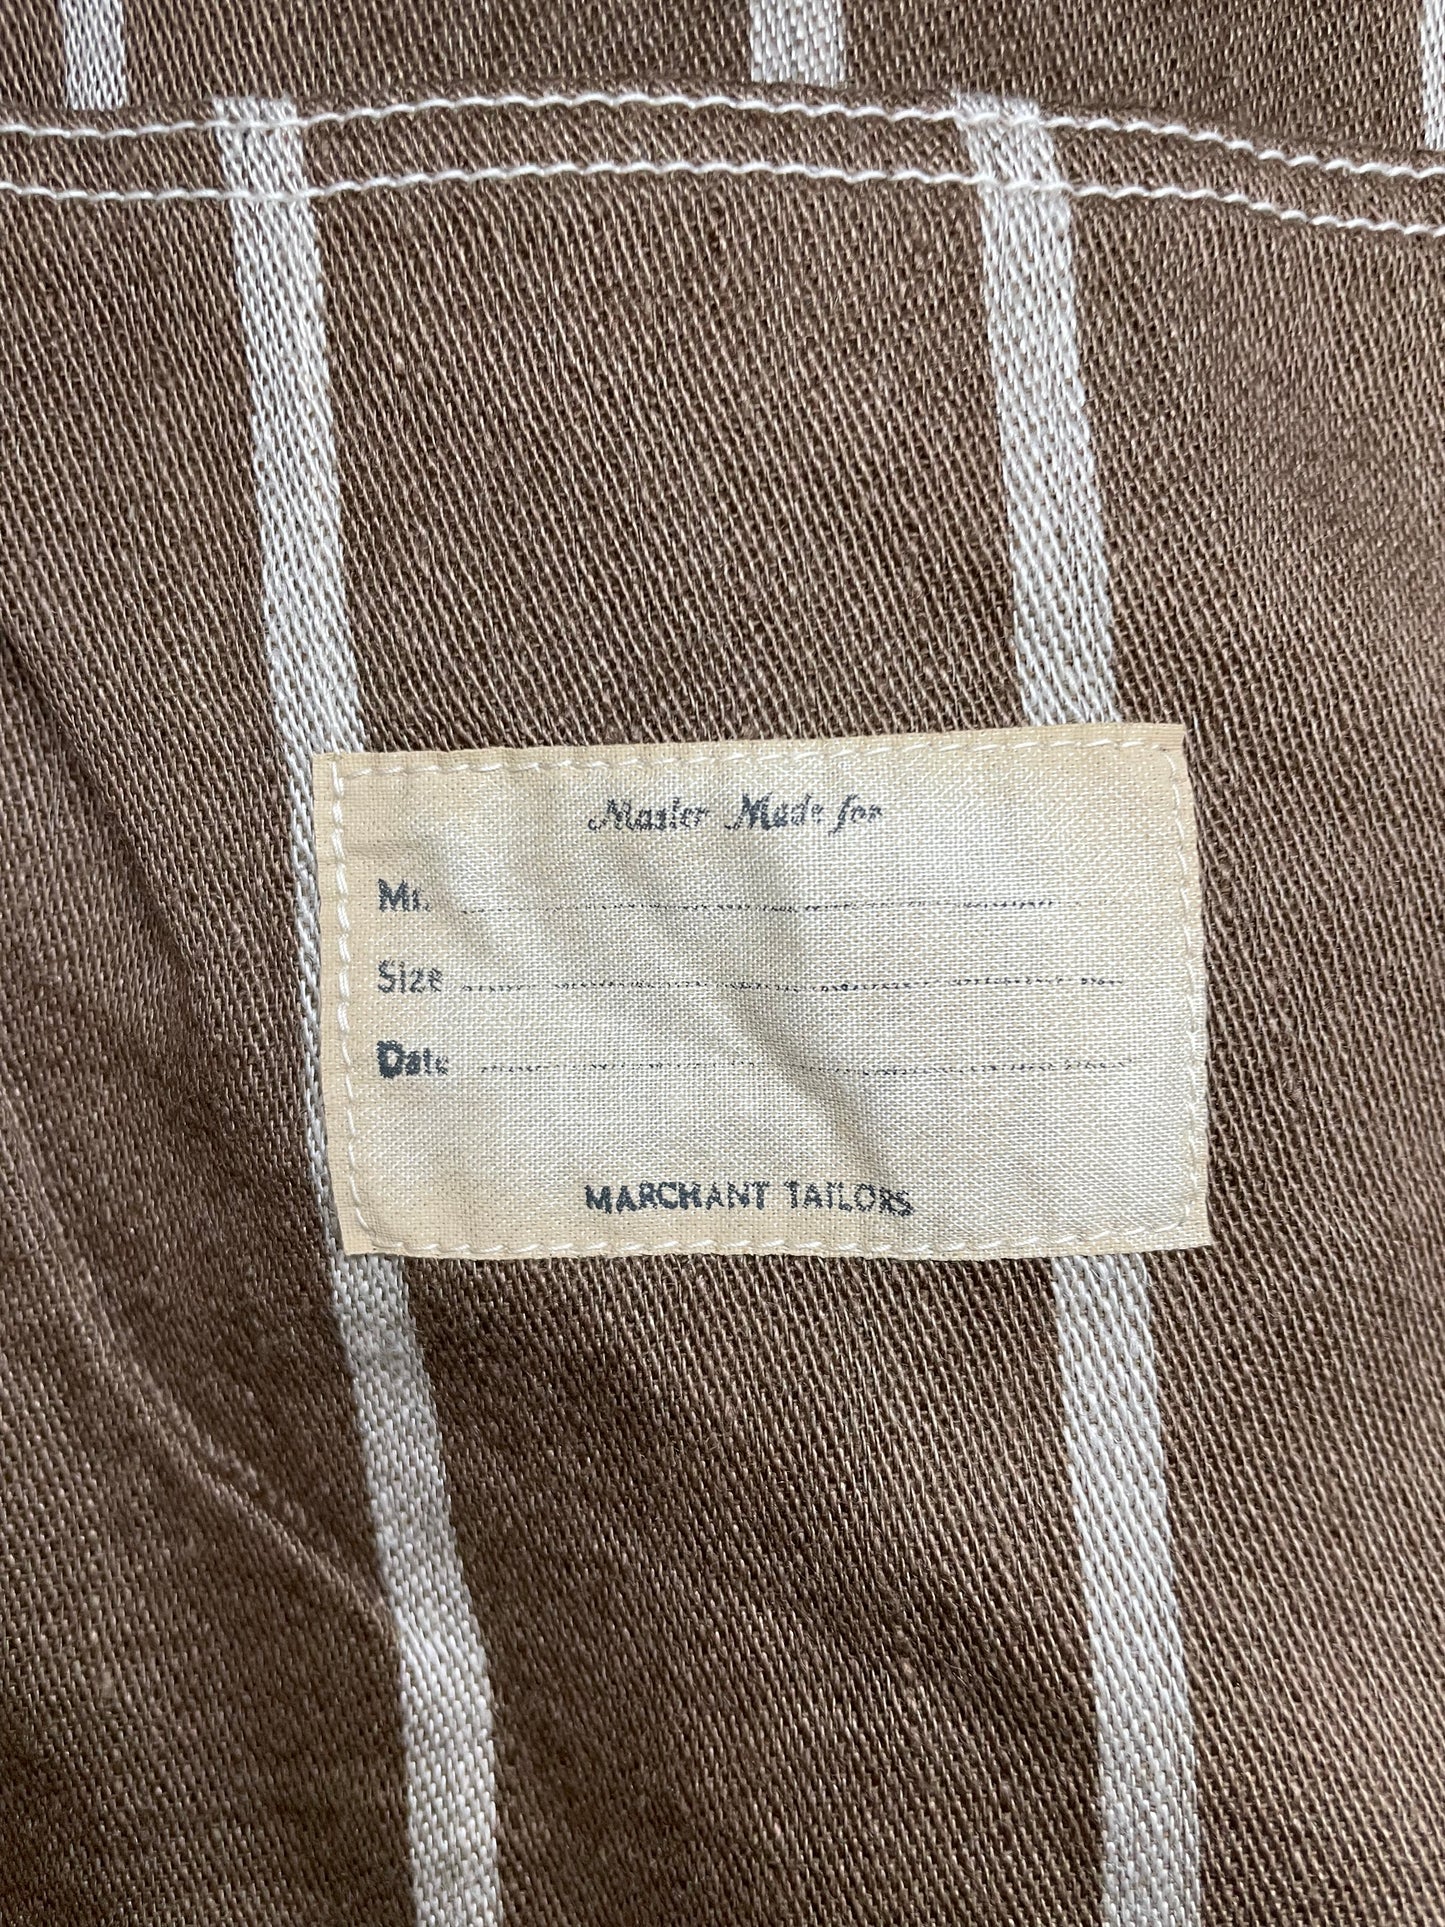 Master Made for
Mr.
Size
Date
MARCHANT TAILORS